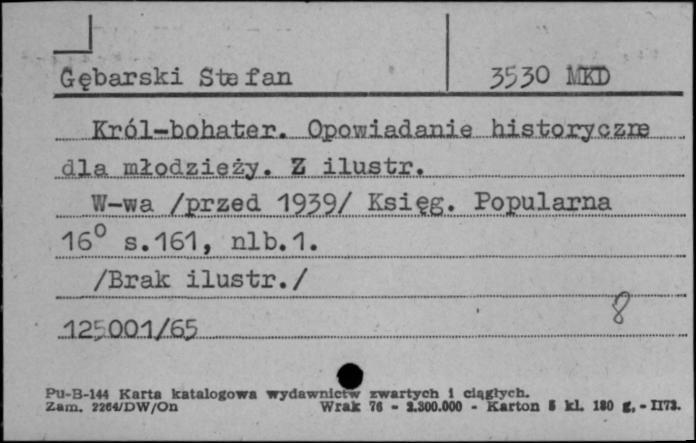 Gębarski Stefan 3530 MKD
Król-bohater. Opowiadanie historyczne
dla młodzieży. Z ilustr.
W-wa /przed 1939/ Księg. Popularna
16° s.161, nlb.1.
/Brak ilustr./
8
125001/65
Pu-B-144 Karta katalogowa wydawnictw zwartych i ciągłych.
Zam. 2264/DW/On Wrak 76 - 2.300.000 - Karton 5 kl. 180 g. - II73.